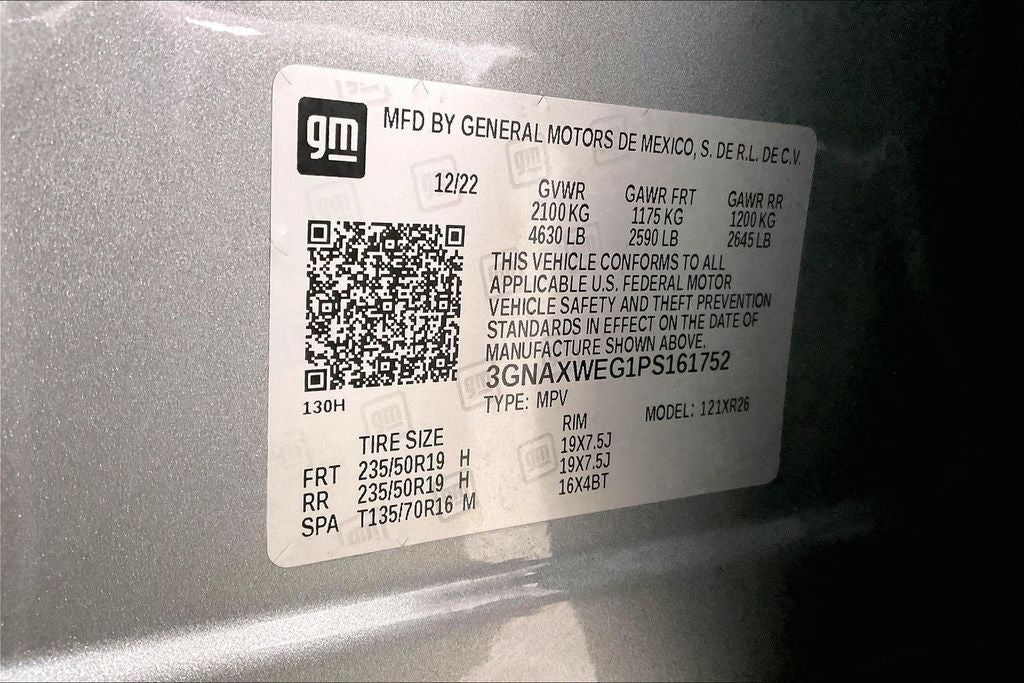 gm
MFD BY GENERAL MOTORS DE MEXICO, S. DE R.L. DE C.V.
12/22 GVWR GAWR FRT GAWR RR
2100 KG 1175 KG 1200 KG
4630 LB 2590 LB 2645 LB
THIS VEHICLE CONFORMS TO ALL
APPLICABLE U.S. FEDERAL MOTOR
VEHICLE SAFETY AND THEFT PREVENTION
STANDARDS IN EFFECT ON THE DATE OF
MANUFACTURE SHOWN ABOVE.
3GNAXWEG1PS161752
130H
TYPE: MPV MODEL: 121XR26
TIRE SIZE RIM
FRT 235/50R19 H 19X7.5J
RR 235/50R19 H 19X7.5J
SPA T135/70R16 M 16X4BT